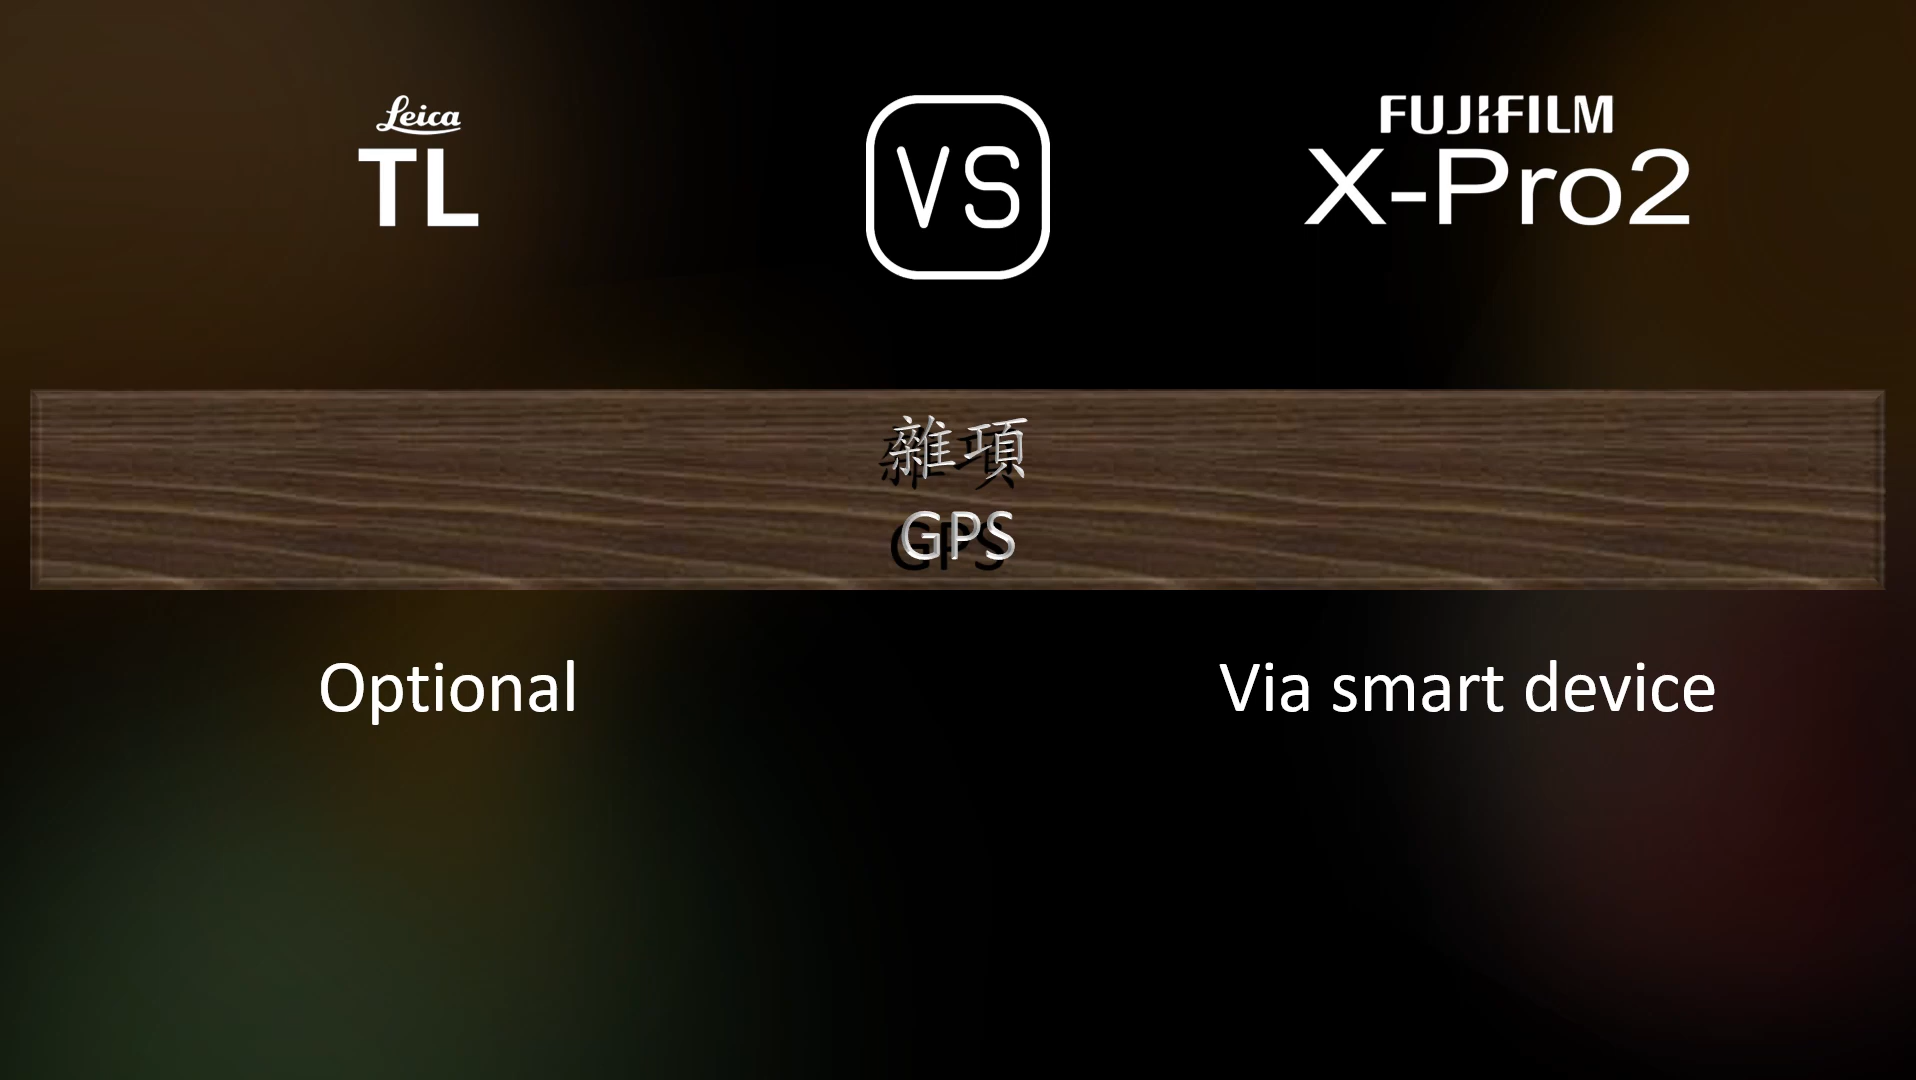 Leica
TL
VS
FUJIFILM
X-Pro2
雜項
GPS
Optional
Via smart device